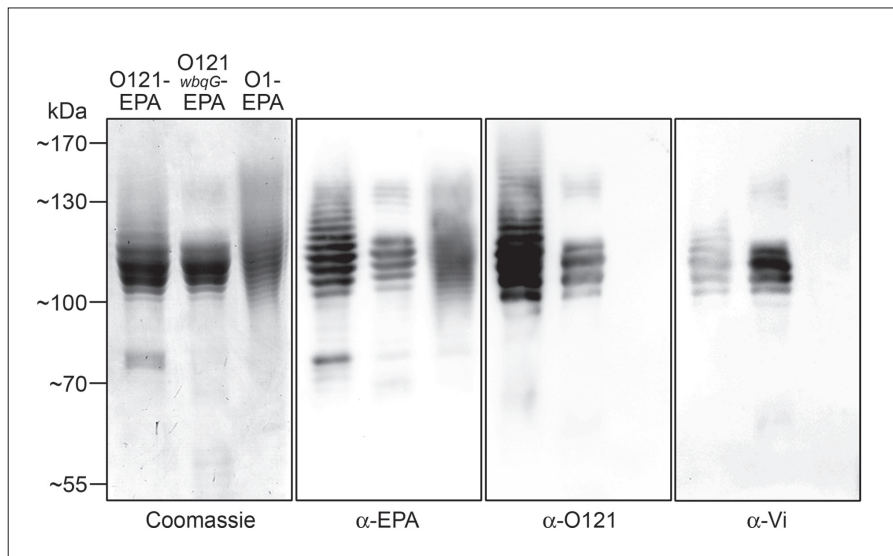 O121-
EPA
O121
wbqG-
EPA
O1-
EPA
kDa
~170
~130
~100
~70
~55
Coomassie
α-EPA
α-O121
α-Vi